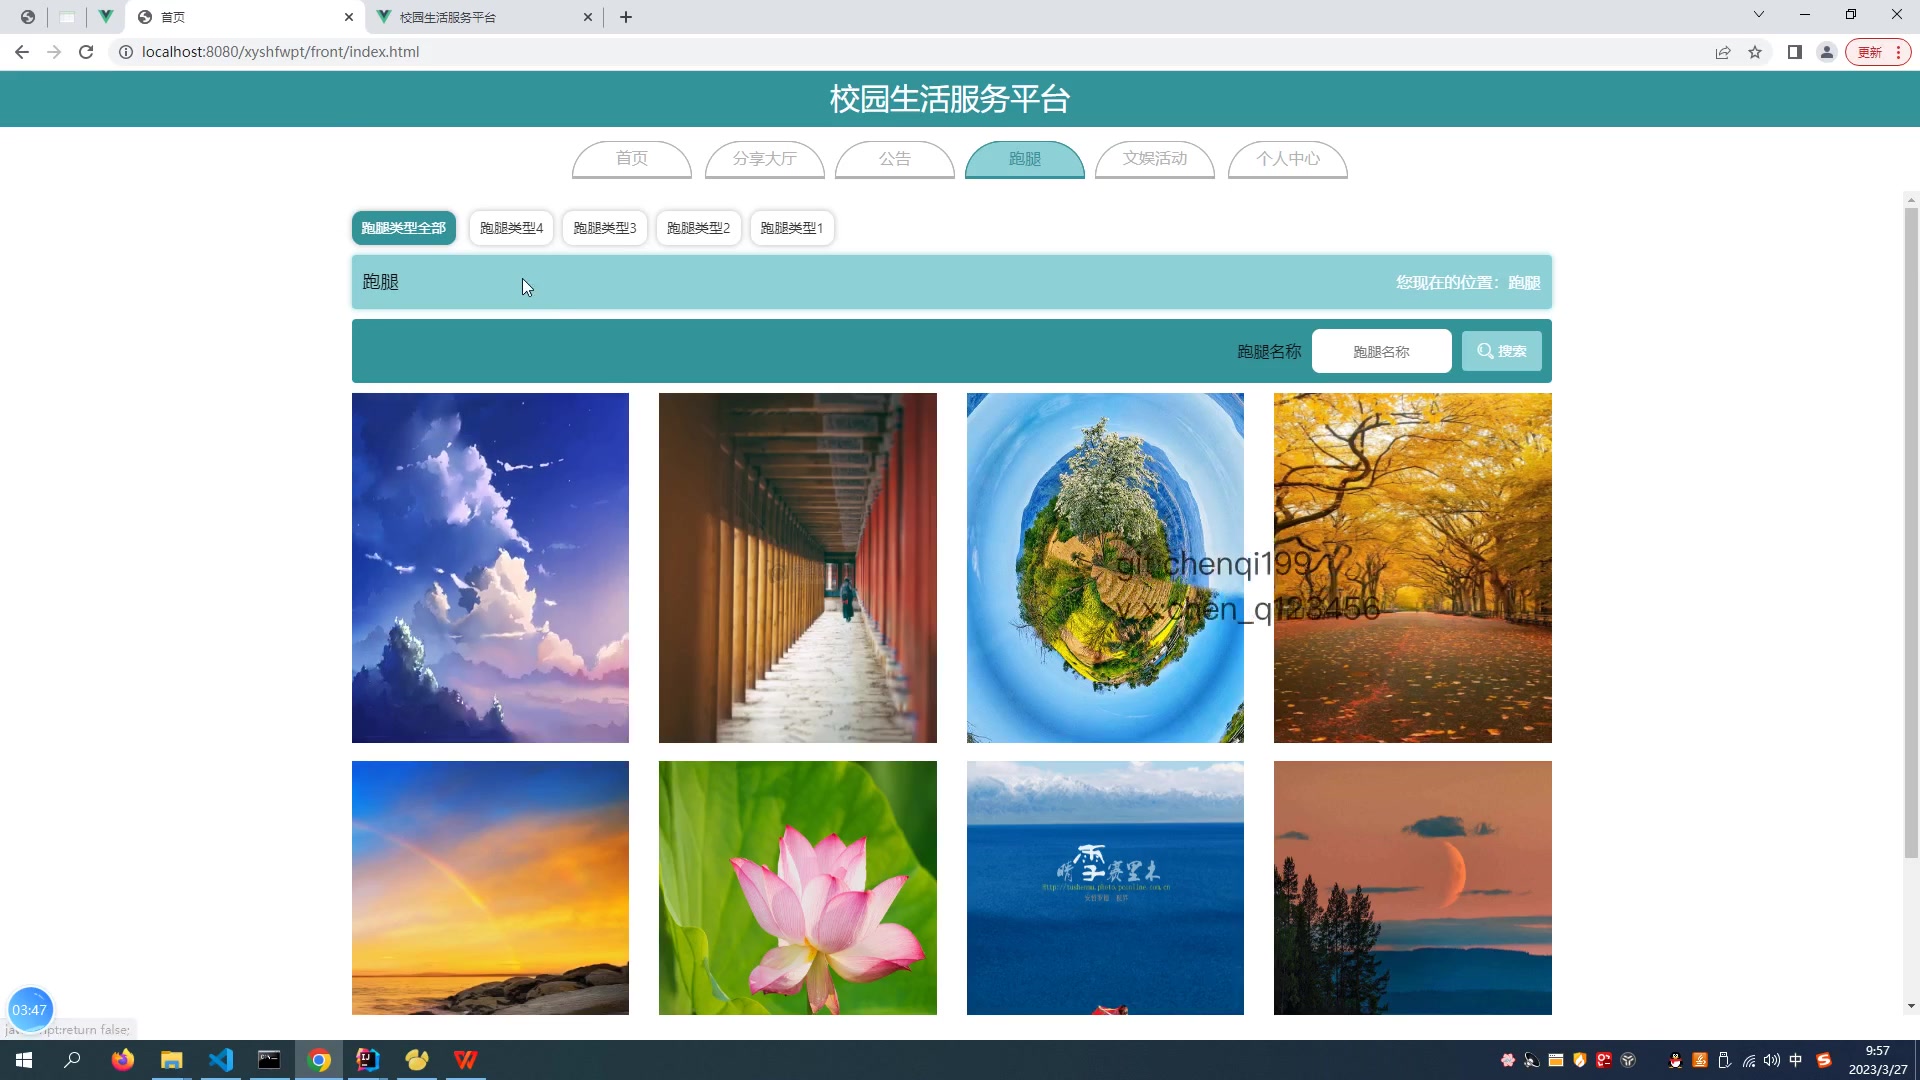 首页
校园生活服务平台
localhost:8080/xyshfwpt/front/index.html
更新
校园生活服务平台
首页
分享大厅
公告
跑腿
文娱活动
个人中心
跑腿类型全部
跑腿类型4
跑腿类型3
跑腿类型2
跑腿类型1
跑腿
您现在的位置：跑腿
跑腿名称
跑腿名称
搜索
git:chenqi199
v x:chen_q123456
季
赛里木
03:47
return false;
中
9:57
2023/3/27